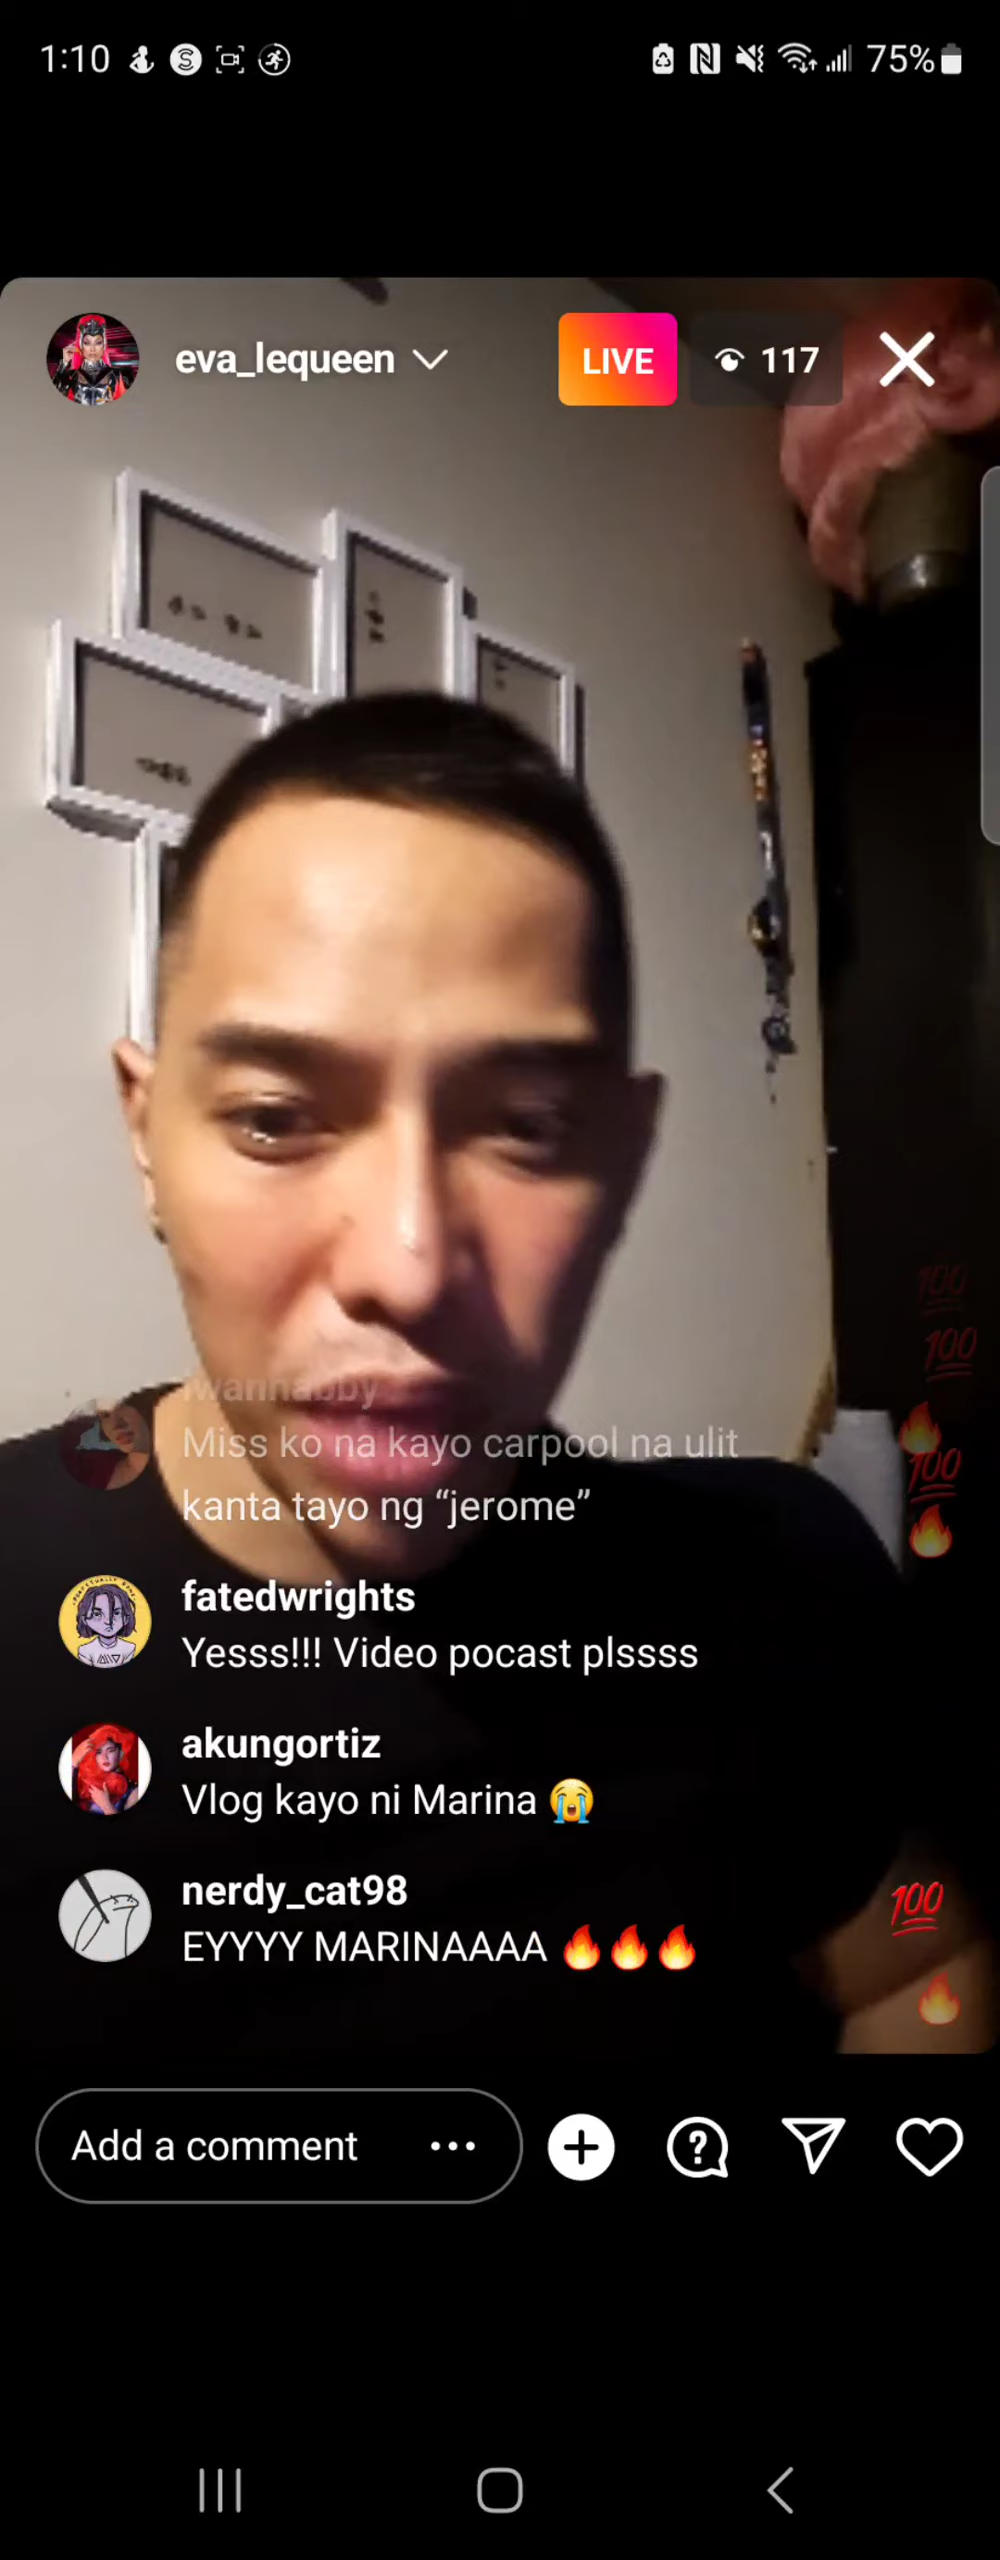 1:10
75%
eva_lequeen
LIVE
117
iwannabby
Miss ko na kayo carpool na ulit
kanta tayo ng “jerome”
fatedwrights
Yesss!!! Video pocast plssss
akungortiz
Vlog kayo ni Marina 😭
nerdy_cat98
EYYYY MARINAAAA 🔥🔥🔥
Add a comment